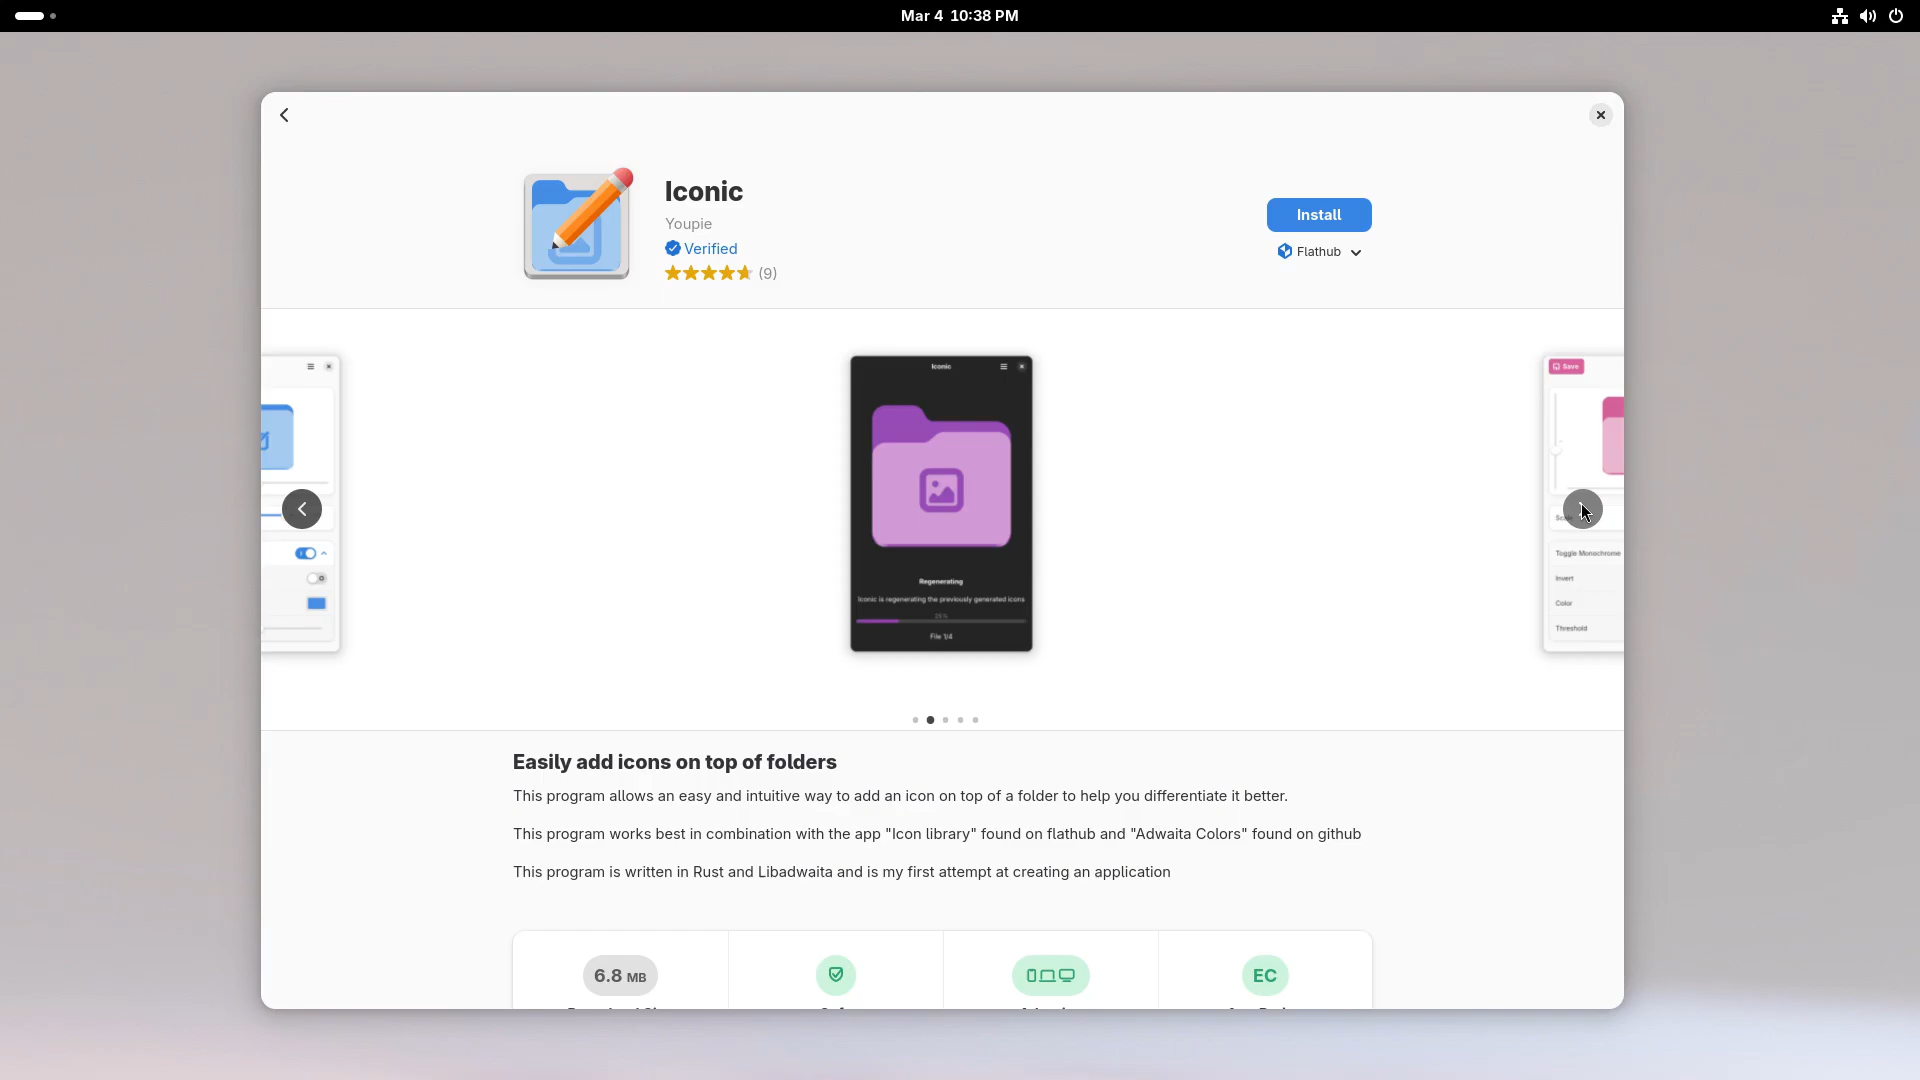 Mar 4 10:38 PM
Iconic
Youpie
Verified
(9)
Install
Flathub
Iconic
Regenerating
Iconic is regenerating the previously generated icons
25%
File 1/4
Save
Toggle Monochrome
Invert
Color
Threshold
Easily add icons on top of folders
This program allows an easy and intuitive way to add an icon on top of a folder to help you differentiate it better.
This program works best in combination with the app "Icon library" found on flathub and "Adwaita Colors" found on github
This program is written in Rust and Libadwaita and is my first attempt at creating an application
6.8 MB
EC